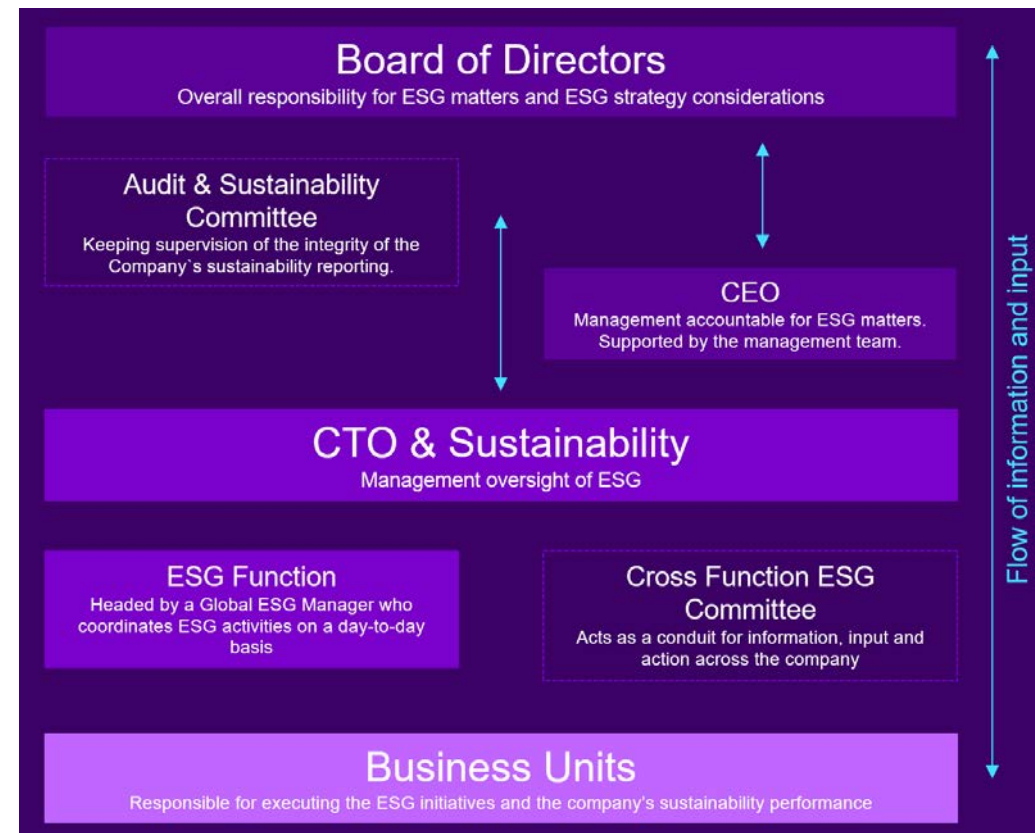 Board of Directors
Overall responsibility for ESG matters and ESG strategy considerations
Audit & Sustainability
Committee
Keeping supervision of the integrity of the
Company`s sustainability reporting.
CEO
Management accountable for ESG matters.
Supported by the management team.
CTO & Sustainability
Management oversight of ESG
ESG Function
Headed by a Global ESG Manager who
coordinates ESG activities on a day-to-day
basis
Cross Function ESG
Committee
Acts as a conduit for information, input and
action across the company
Business Units
Responsible for executing the ESG initiatives and the company’s sustainability performance
Flow of information and input